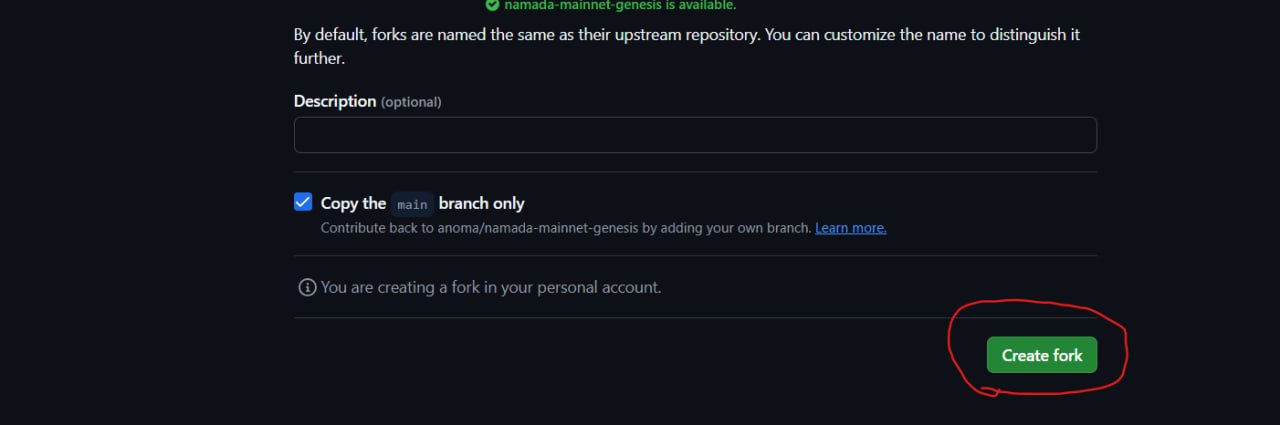 namada-mainnet-genesis is available.
By default, forks are named the same as their upstream repository. You can customize the name to distinguish it
further.
Description (optional)
Copy the main branch only
Contribute back to anoma/namada-mainnet-genesis by adding your own branch. Learn more.
You are creating a fork in your personal account.
Create fork